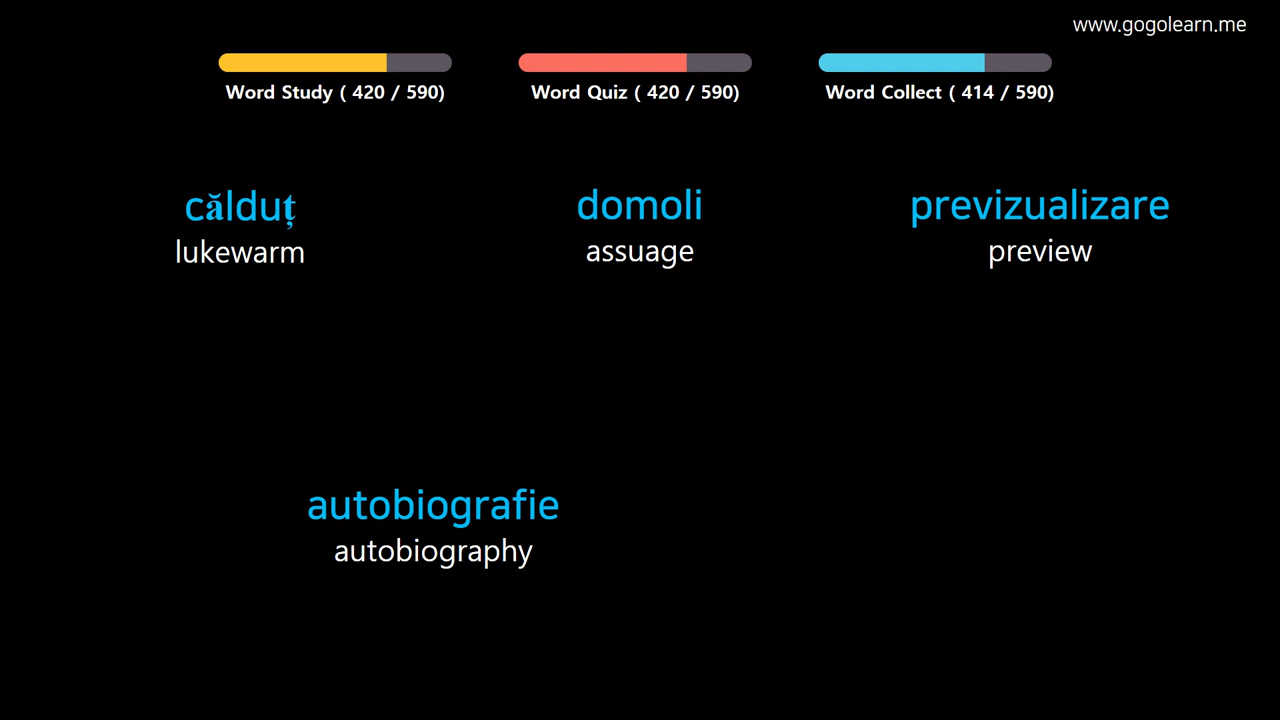 www.gogolearn.me
Word Study ( 420 / 590)
Word Quiz ( 420 / 590)
Word Collect ( 414 / 590)
călduț
lukewarm
domoli
assuage
previzualizare
preview
autobiografie
autobiography